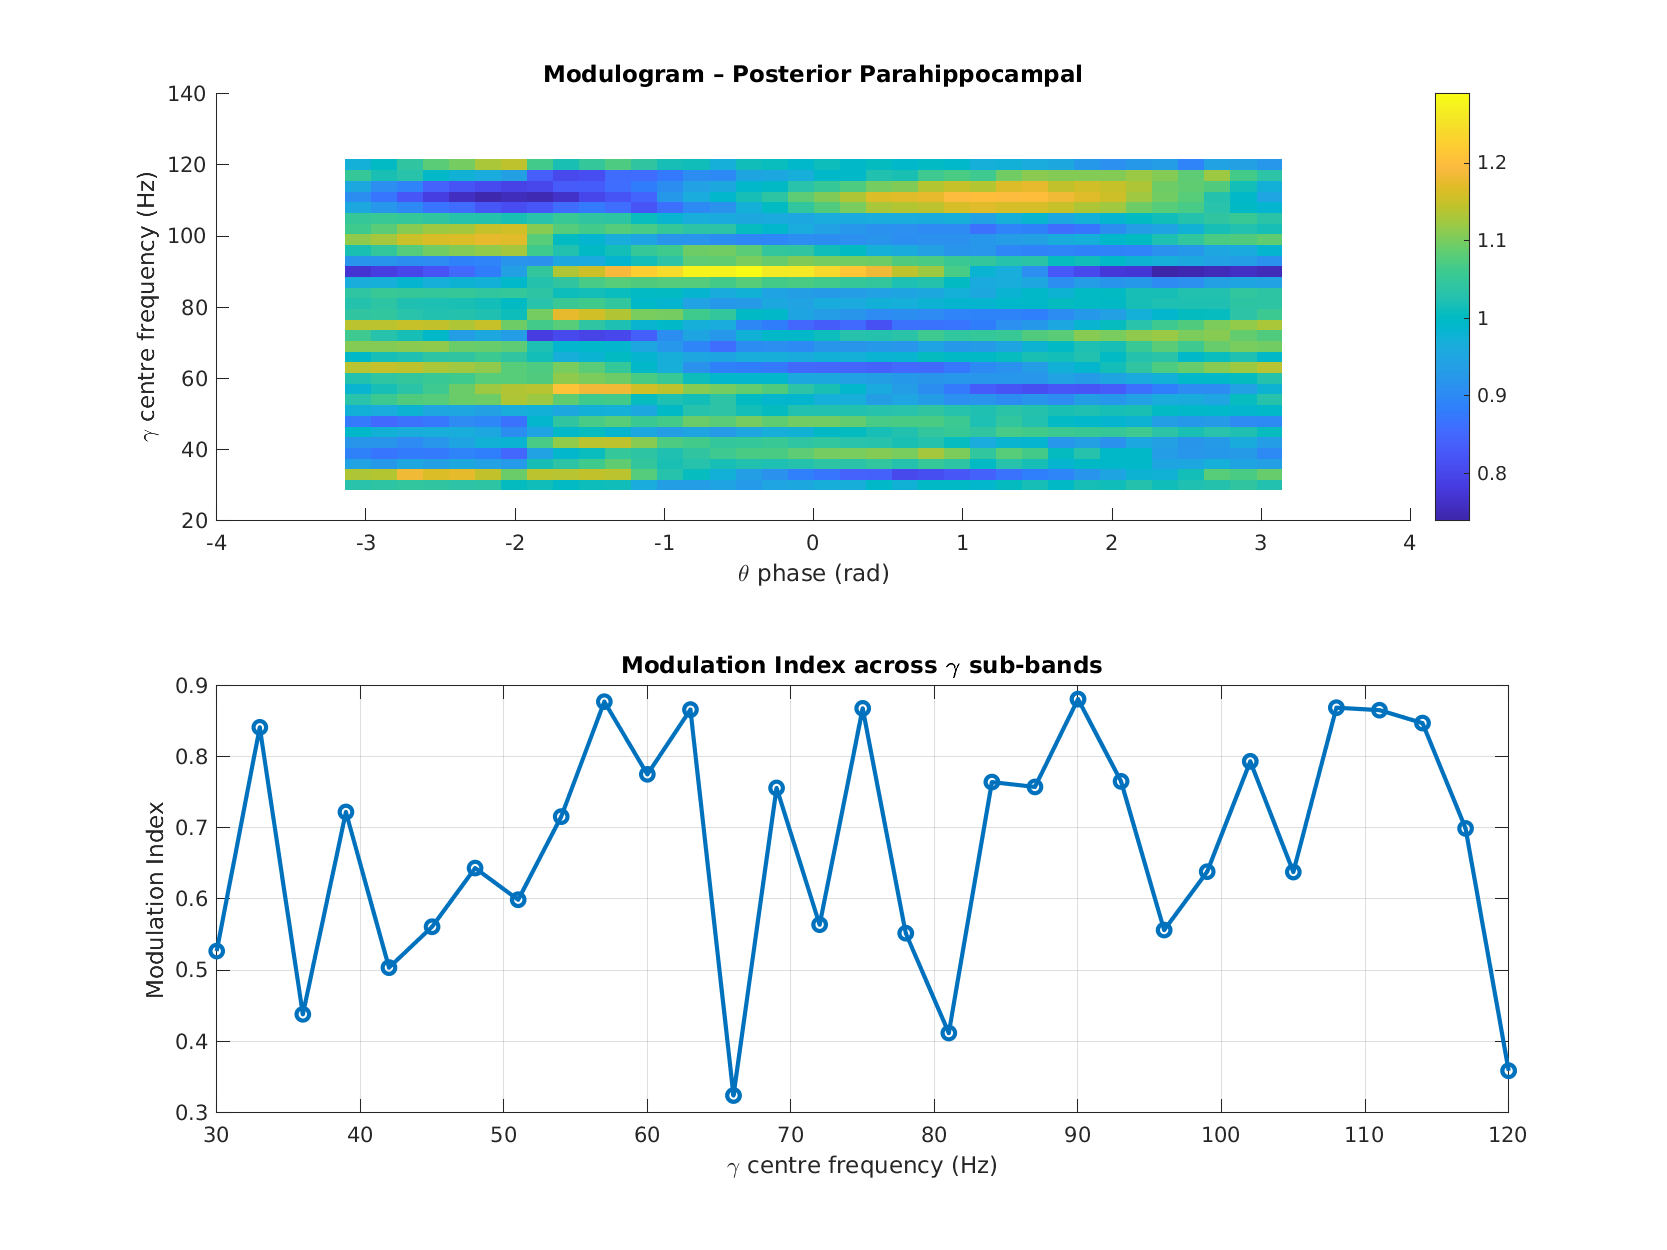 Modulogram – Posterior Parahippocampal
140
120
100
80
60
40
20
γ centre frequency (Hz)
-4 -3 -2 -1 0 1 2 3 4
θ phase (rad)
1.2
1.1
1
0.9
0.8
Modulation Index across γ sub-bands
0.9
0.8
0.7
0.6
0.5
0.4
0.3
Modulation Index
30 40 50 60 70 80 90 100 110 120
γ centre frequency (Hz)